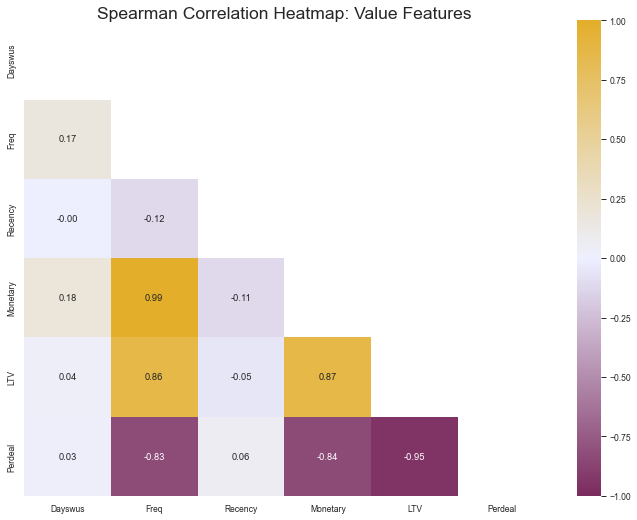 Spearman Correlation Heatmap: Value Features
Dayswus
Freq
0.17
Recency
-0.00 -0.12
Monetary
0.18 0.99 -0.11
LTV
0.04 0.86 -0.05 0.87
Perdeal
0.03 -0.83 0.06 -0.84 -0.95
Dayswus Freq Recency Monetary LTV Perdeal
1.00
0.75
0.50
0.25
0.00
−0.25
−0.50
−0.75
−1.00